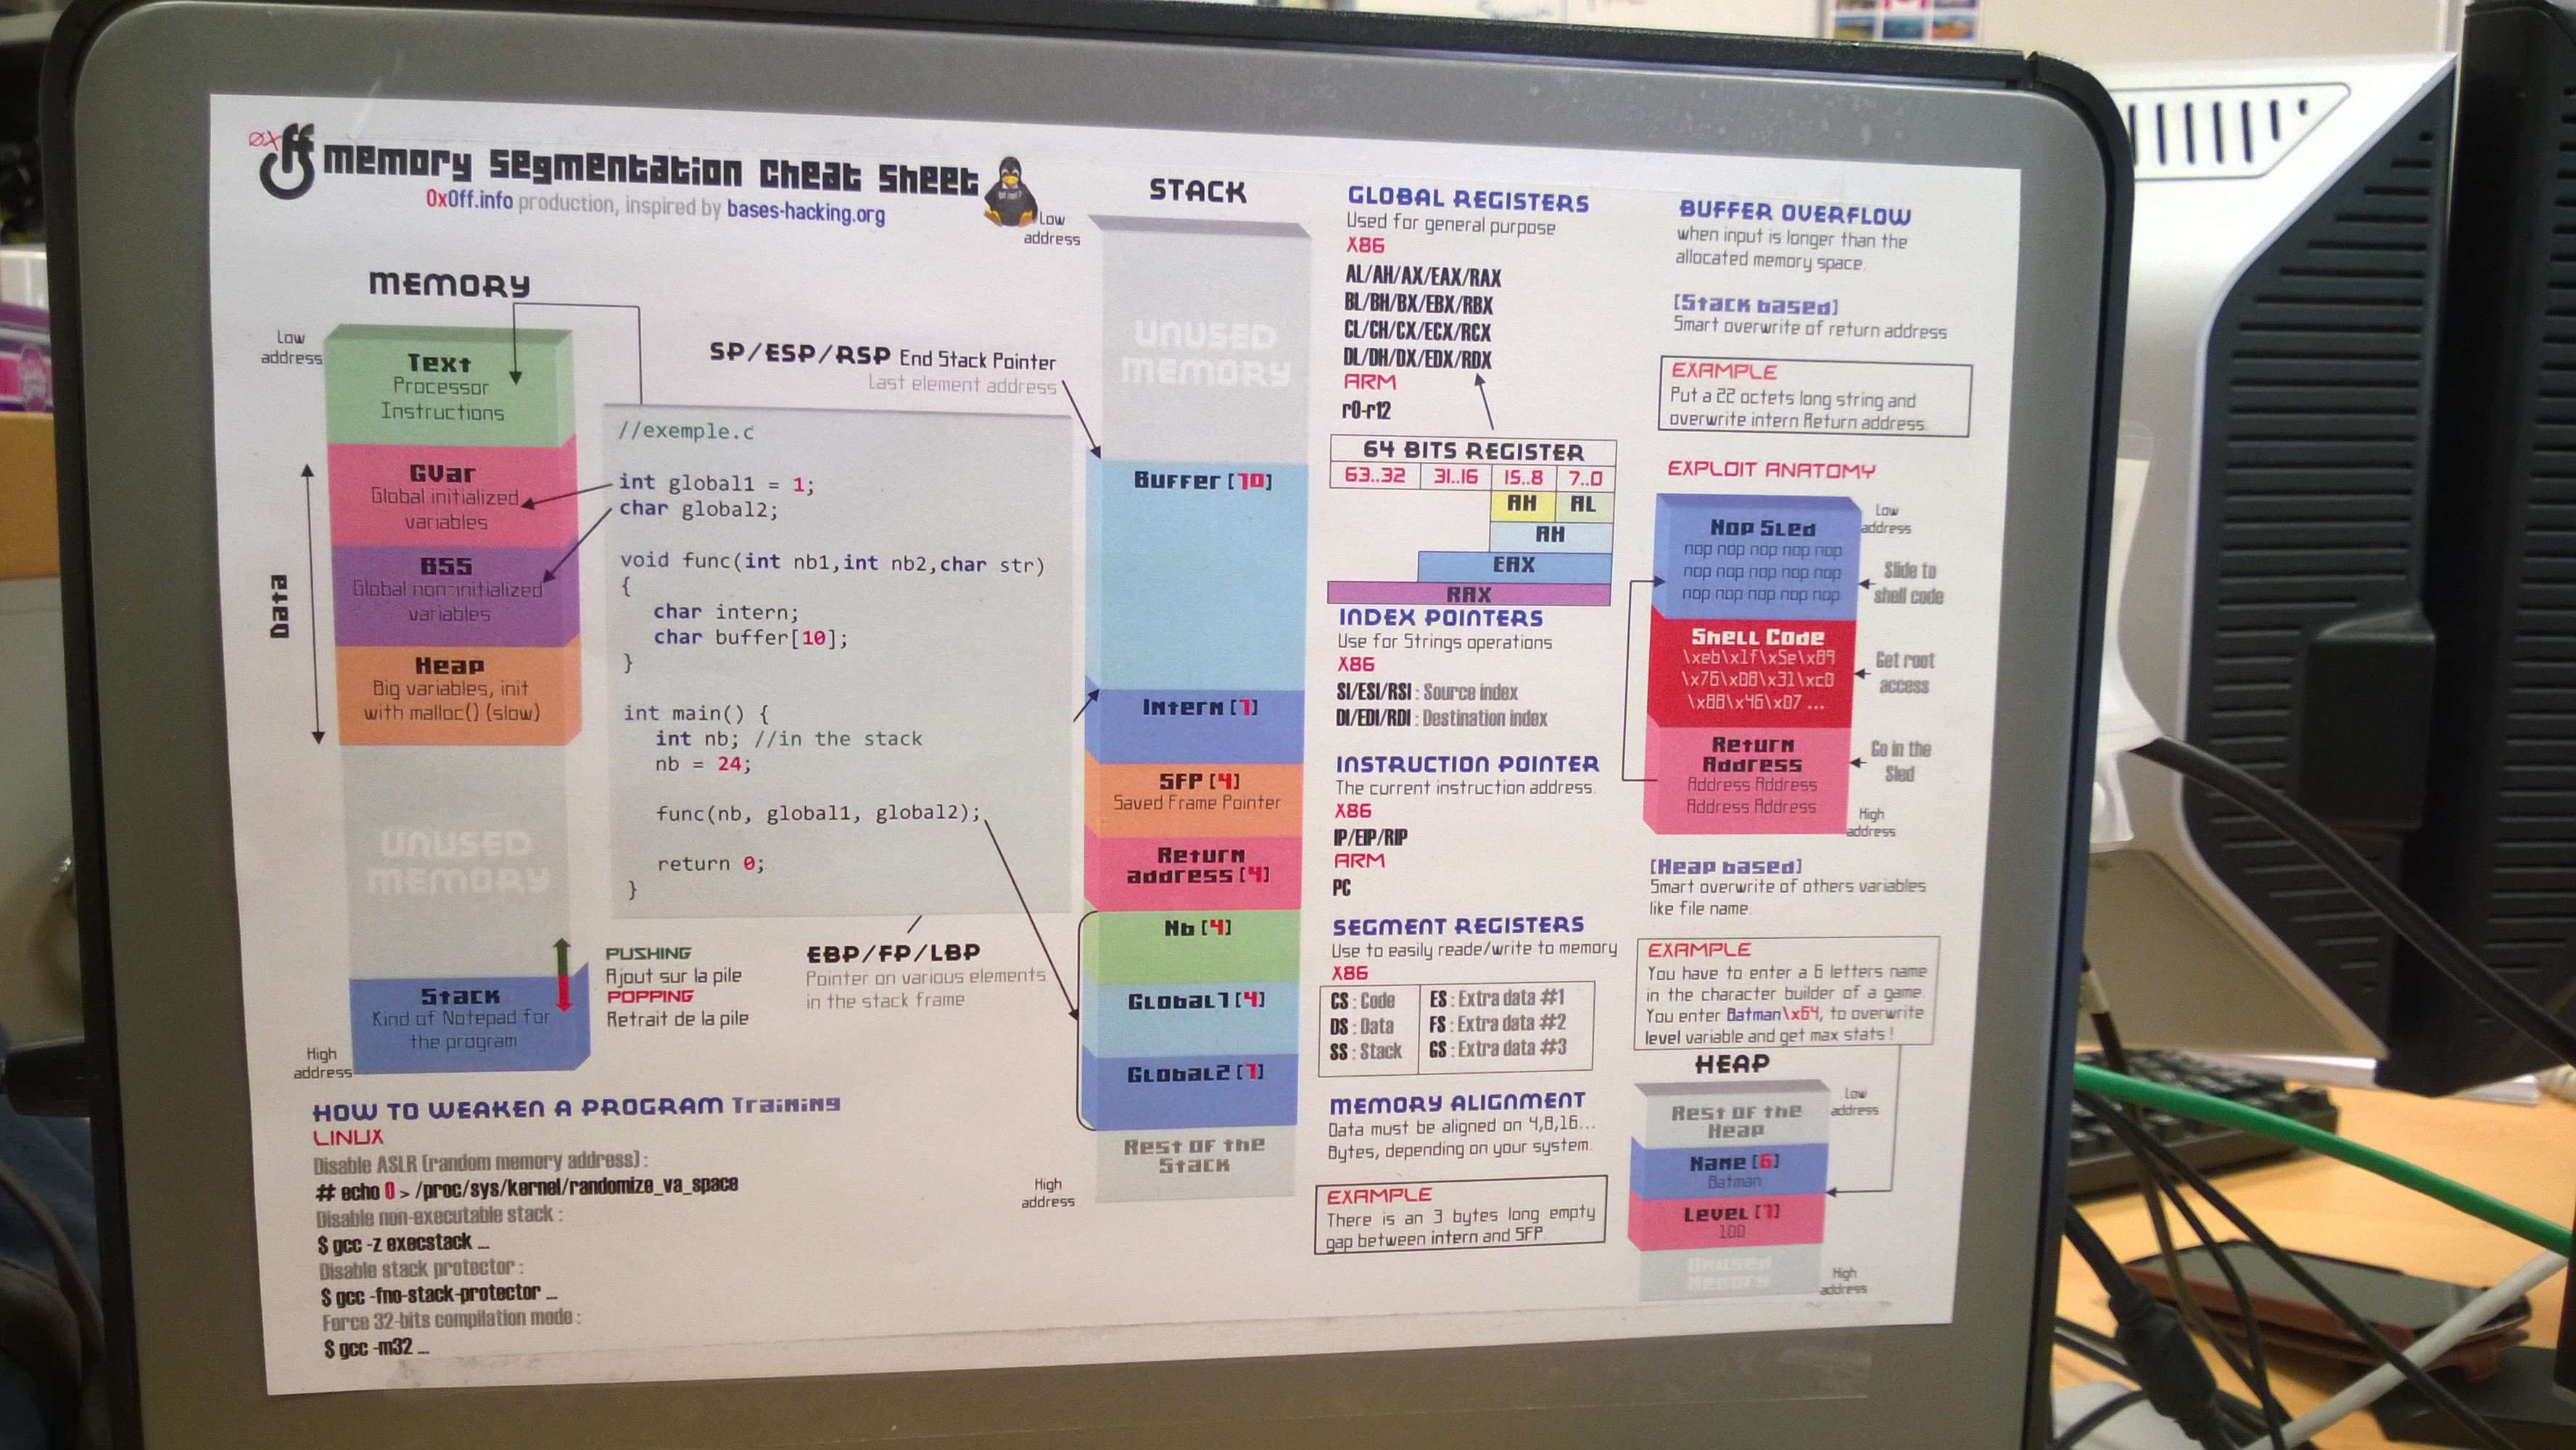 0xff memory segmentation cheat sheet
0x0ff.info production, inspired by bases-hacking.org
MEMORY
Low
address
Text
Processor
Instructions
GVar
Global initialized
variables
BSS
Global non-initialized
variables
Heap
Big variables, init
with malloc() (slow)
Data
UNUSED
MEMORY
Stack
Kind of Notepad for
the program
High
address
PUSHING
Ajout sur la pile
POPPING
Retrait de la pile
//exemple.c
int global1 = 1;
char global2;
void func(int nb1,int nb2,char str)
{
char intern;
char buffer[10];
}
int main() {
int nb; //in the stack
nb = 24;
func(nb, global1, global2);
return 0;
}
SP/ESP/RSP End Stack Pointer
Last element address
EBP/FP/LBP
Pointer on various elements
in the stack frame
HOW TO WEAKEN A PROGRAM Training
LINUX
Disable ASLR (random memory address) :
# echo 0 > /proc/sys/kernel/randomize_va_space
Disable non-executable stack :
$ gcc -z execstack ...
Disable stack protector :
$ gcc -fno-stack-protector ...
Force 32-bits compilation mode :
$ gcc -m32 ...
STACK
Low
address
UNUSED
MEMORY
Buffer [10]
Intern [1]
SFP [4]
Saved Frame Pointer
Return
address [4]
Nb [4]
Global1 [4]
Global2 [1]
Rest of the
Stack
High
address
GLOBAL REGISTERS
Used for general purpose
X86
AL/AH/AX/EAX/RAX
BL/BH/BX/EBX/RBX
CL/CH/CX/ECX/RCX
DL/DH/DX/EDX/RDX
ARM
r0-r12
64 BITS REGISTER
63..32 31..16 15..8 7..0
AH AL
AH
EAX
RAX
INDEX POINTERS
Use for Strings operations
X86
SI/ESI/RSI : Source index
DI/EDI/RDI : Destination index
INSTRUCTION POINTER
The current instruction address.
X86
IP/EIP/RIP
ARM
PC
SEGMENT REGISTERS
Use to easily reade/write to memory
X86
CS : Code ES : Extra data #1
DS : Data FS : Extra data #2
SS : Stack GS : Extra data #3
MEMORY ALIGNMENT
Data must be aligned on 4,8,16...
Bytes, depending on your system.
EXAMPLE
There is an 3 bytes long empty
gap between intern and SFP.
BUFFER OVERFLOW
when input is longer than the
allocated memory space.
[Stack based]
Smart overwrite of return address
EXAMPLE
Put a 22 octets long string and
overwrite intern Return address.
EXPLOIT ANATOMY
Nop Sled
nop nop nop nop nop
nop nop nop nop nop
nop nop nop nop nop
Low
address
Slide to
shell code
Shell Code
\xeb\x1f\x5e\x89
\x76\x08\x31\xc0
\x88\x46\x07 ...
Get root
access
Return
Address
Address Address
Address Address
Go in the
Sled
High
address
[Heap based]
Smart overwrite of others variables
like file name.
EXAMPLE
You have to enter a 6 letters name
in the character builder of a game.
You enter Batman\x64, to overwrite
level variable and get max stats !
HEAP
Low
address
Rest of the
Heap
Name [6]
Batman
Level [1]
100
Unused
Memory
High
address